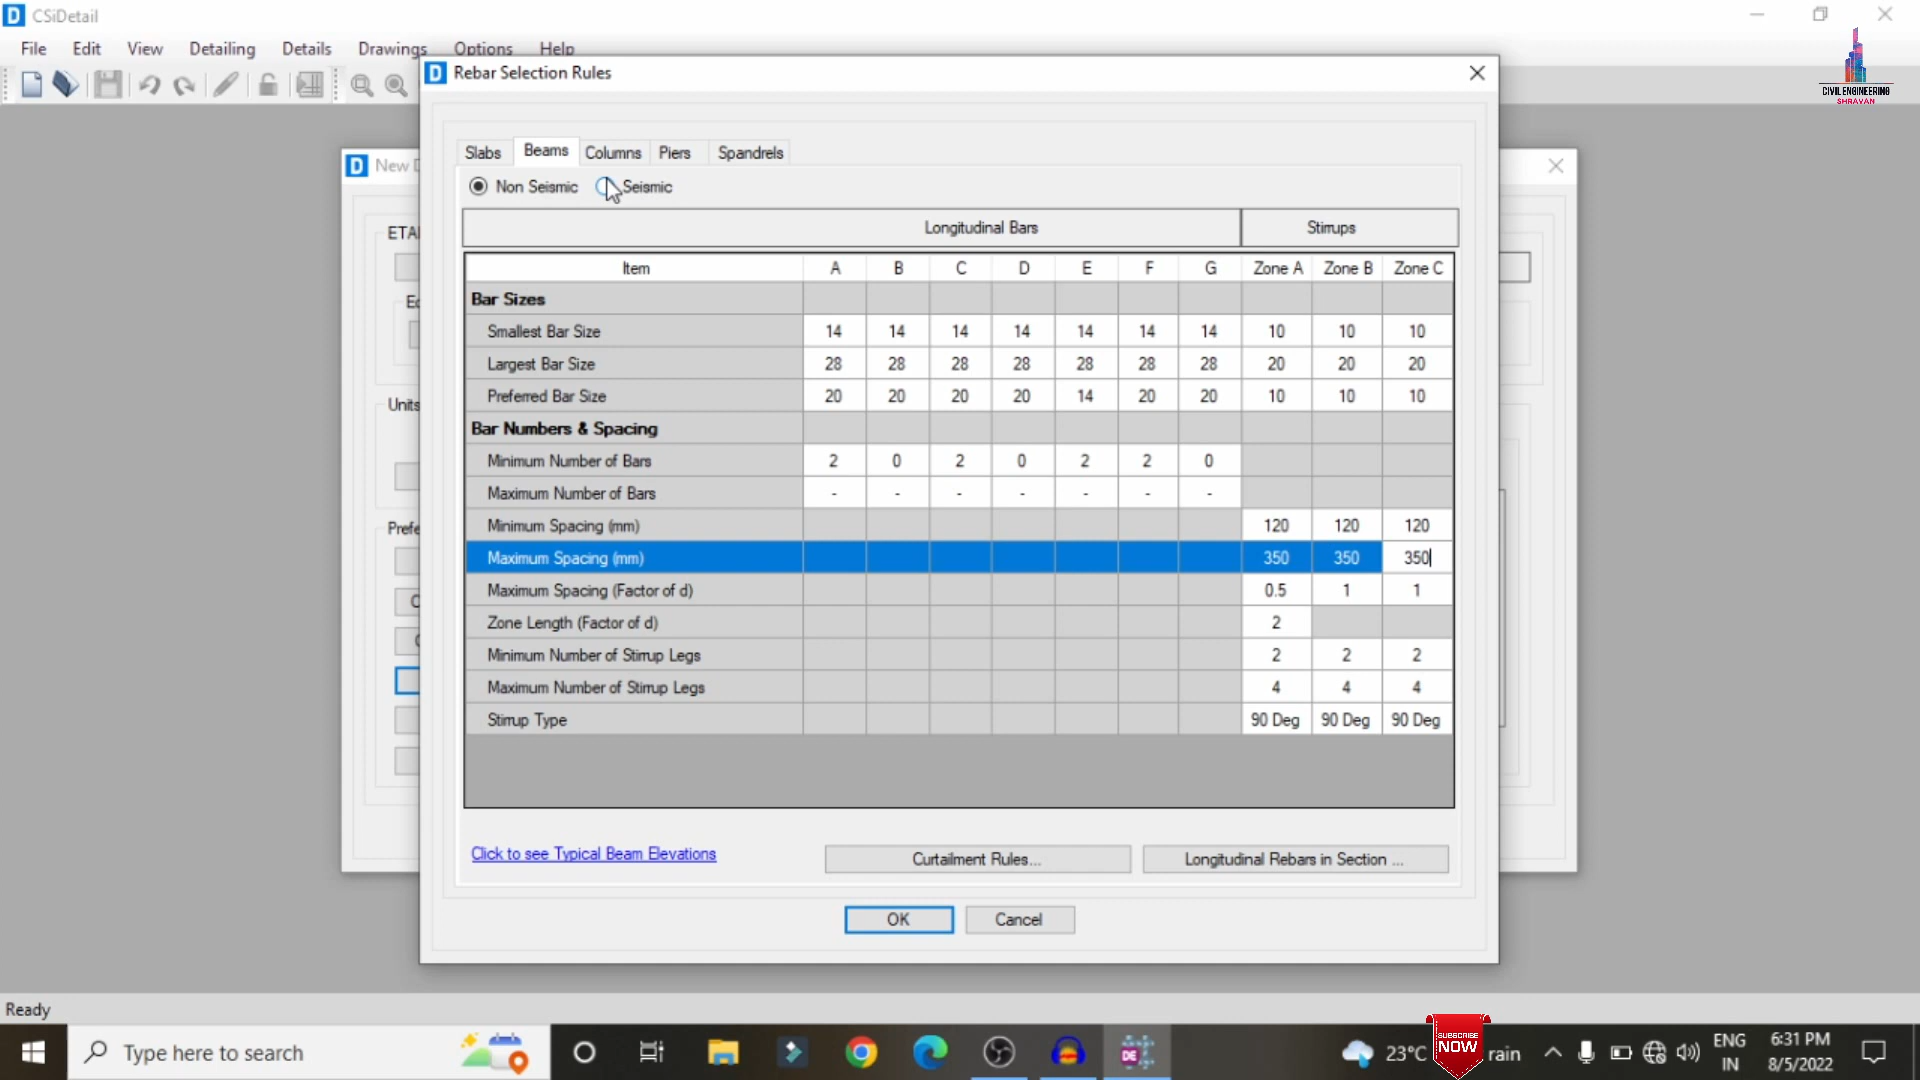 CSiDetail
File Edit View Detailing Details Drawings Options Help
CIVIL ENGINEERING
SHRAVAN
Rebar Selection Rules
New D
Slabs Beams Columns Piers Spandrels
Non Seismic Seismic
Longitudinal Bars Stirrups
Item A B C D E F G Zone A Zone B Zone C
Bar Sizes
Smallest Bar Size 14 14 14 14 14 14 14 10 10 10
Largest Bar Size 28 28 28 28 28 28 28 20 20 20
Preferred Bar Size 20 20 20 20 14 20 20 10 10 10
Bar Numbers & Spacing
Minimum Number of Bars 2 0 2 0 2 2 0
Maximum Number of Bars - - - - - - -
Minimum Spacing (mm) 120 120 120
Maximum Spacing (mm) 350 350 350
Maximum Spacing (Factor of d) 0.5 1 1
Zone Length (Factor of d) 2
Minimum Number of Stirrup Legs 2 2 2
Maximum Number of Stirrup Legs 4 4 4
Stirrup Type 90 Deg 90 Deg 90 Deg
ETA
Units
Prefe
Click to see Typical Beam Elevations Curtailment Rules... Longitudinal Rebars in Section ...
OK Cancel
Ready
Type here to search
DE
23°C rain
SUBSCRIBE
NOW
ENG
IN
6:31 PM
8/5/2022